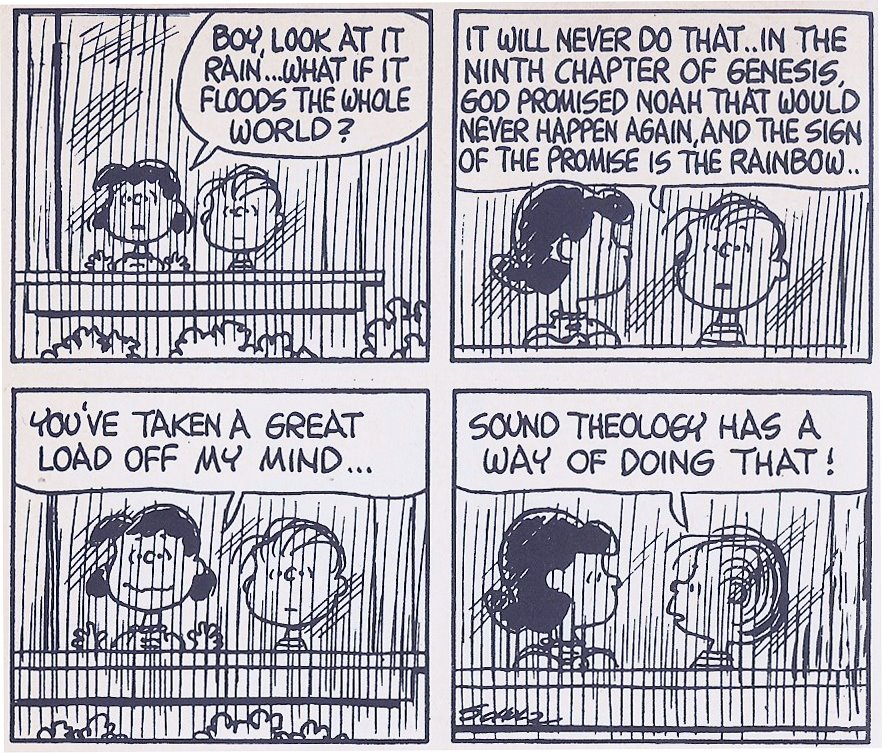 BOY, LOOK AT IT
RAIN...WHAT IF IT
FLOODS THE WHOLE
WORLD?
IT WILL NEVER DO THAT..IN THE
NINTH CHAPTER OF GENESIS,
GOD PROMISED NOAH THAT WOULD
NEVER HAPPEN AGAIN, AND THE SIGN
OF THE PROMISE IS THE RAINBOW..
YOU'VE TAKEN A GREAT
LOAD OFF MY MIND...
SOUND THEOLOGY HAS A
WAY OF DOING THAT!
SCHULZ